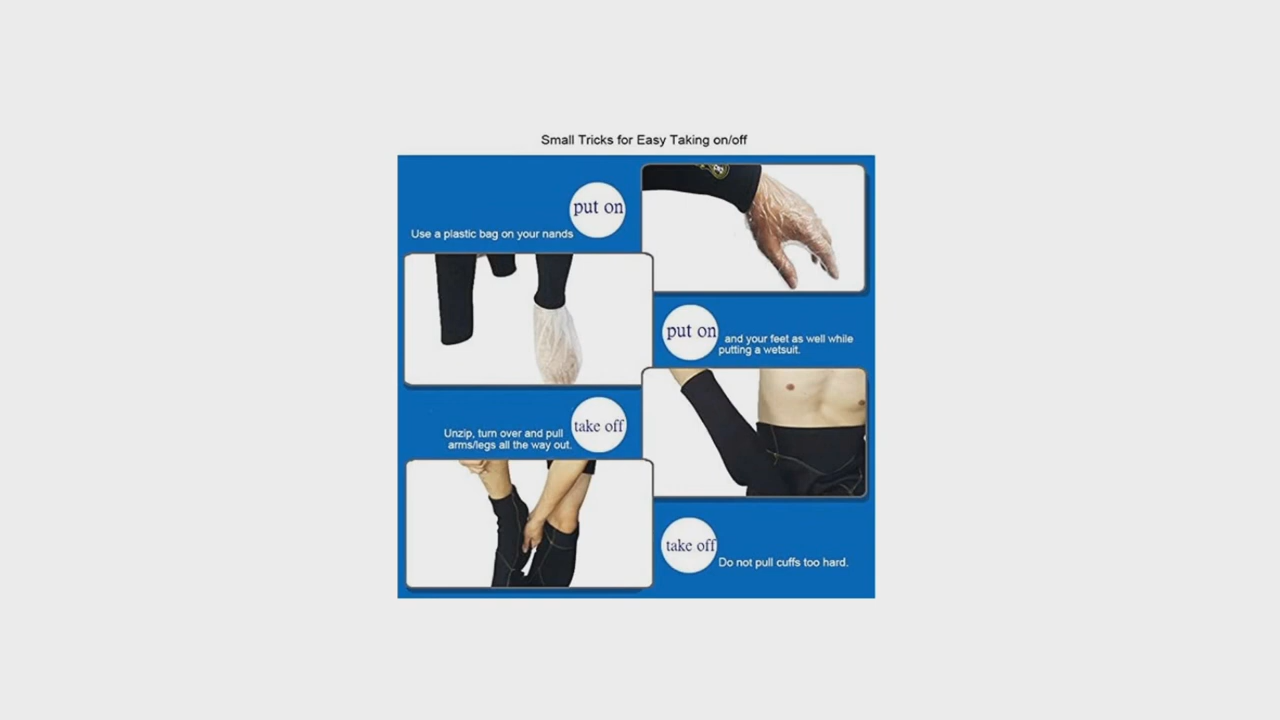 Small Tricks for Easy Taking on/off
put on
Use a plastic bag on your nands
put on
and your feet as well while
putting a wetsuit.
take off
Unzip, turn over and pull
arms/legs all the way out.
take off
Do not pull cuffs too hard.